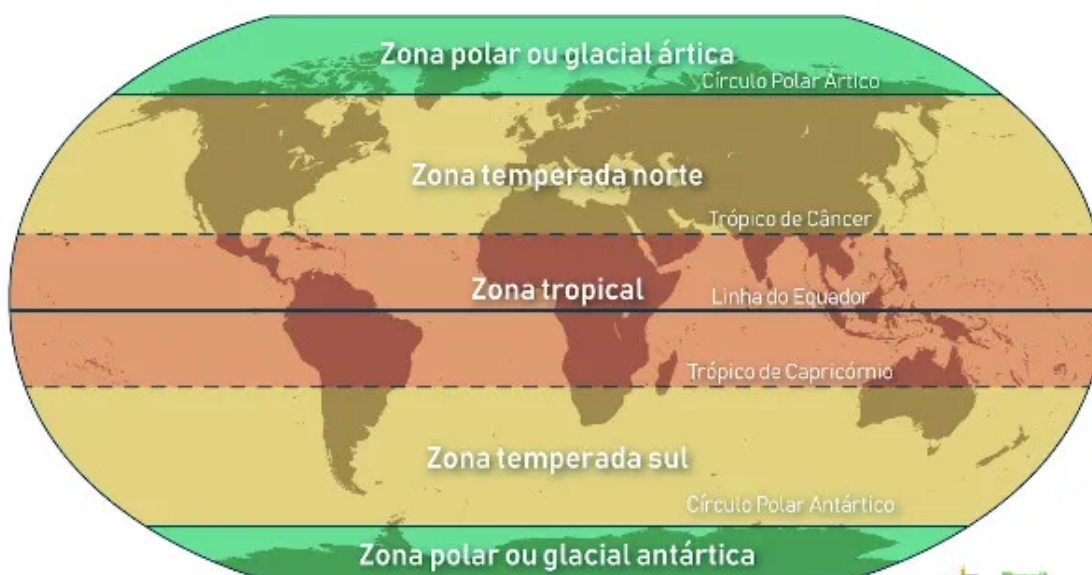 Zona polar ou glacial ártica
Círculo Polar Ártico
Zona temperada norte
Trópico de Câncer
Zona tropical
Linha do Equador
Trópico de Capricórnio
Zona temperada sul
Círculo Polar Antártico
Zona polar ou glacial antártica